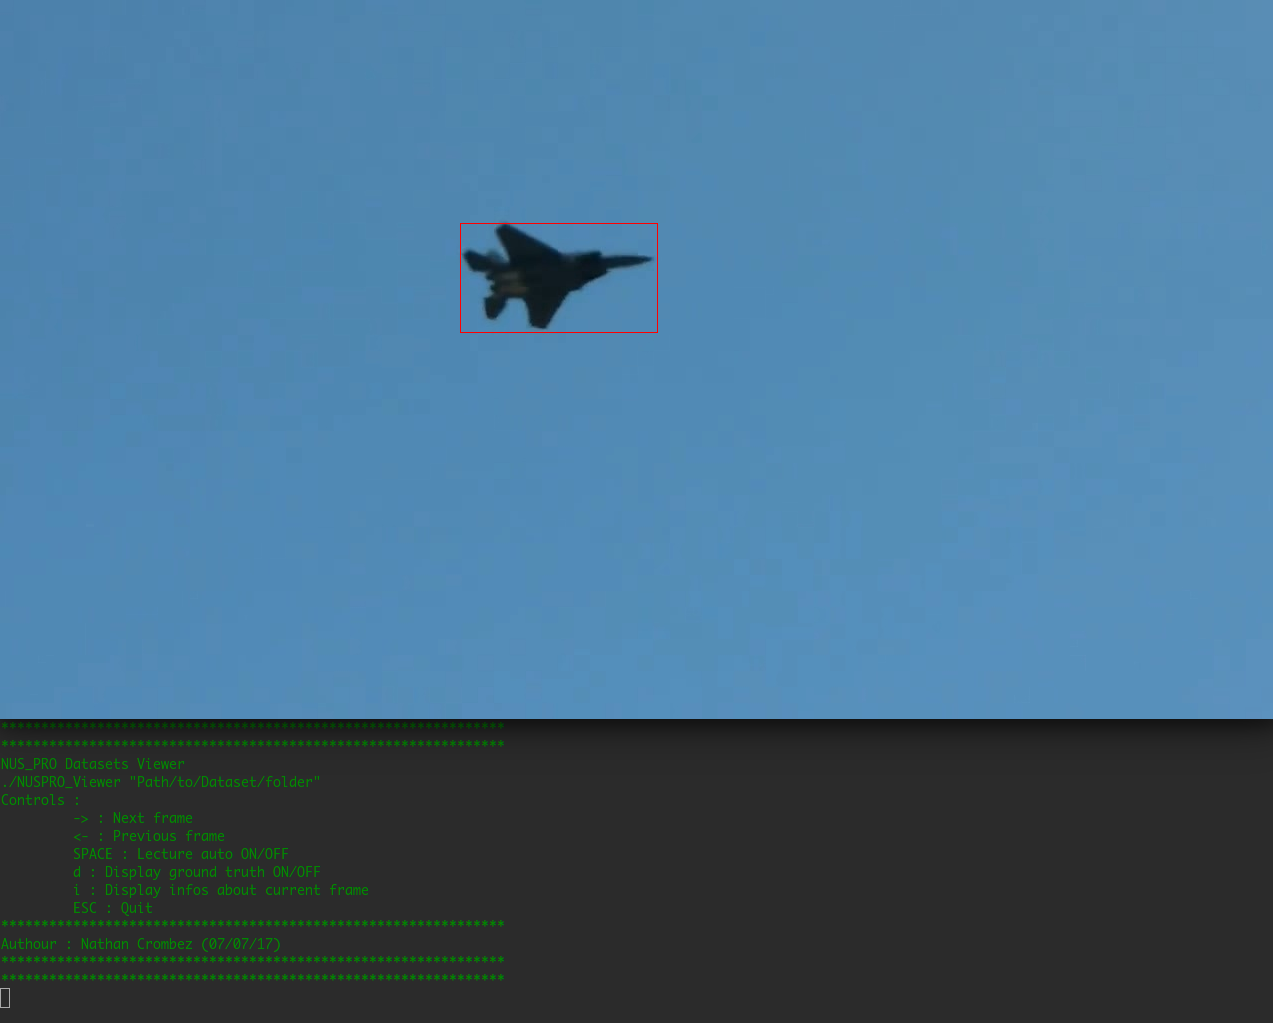 ***************************************************************
***************************************************************
NUS_PRO Datasets Viewer
./NUSPRO_Viewer "Path/to/Dataset/folder"
Controls :
-> : Next frame
<- : Previous frame
SPACE : Lecture auto ON/OFF
d : Display ground truth ON/OFF
i : Display infos about current frame
ESC : Quit
***************************************************************
Authour : Nathan Crombez (07/07/17)
***************************************************************
***************************************************************